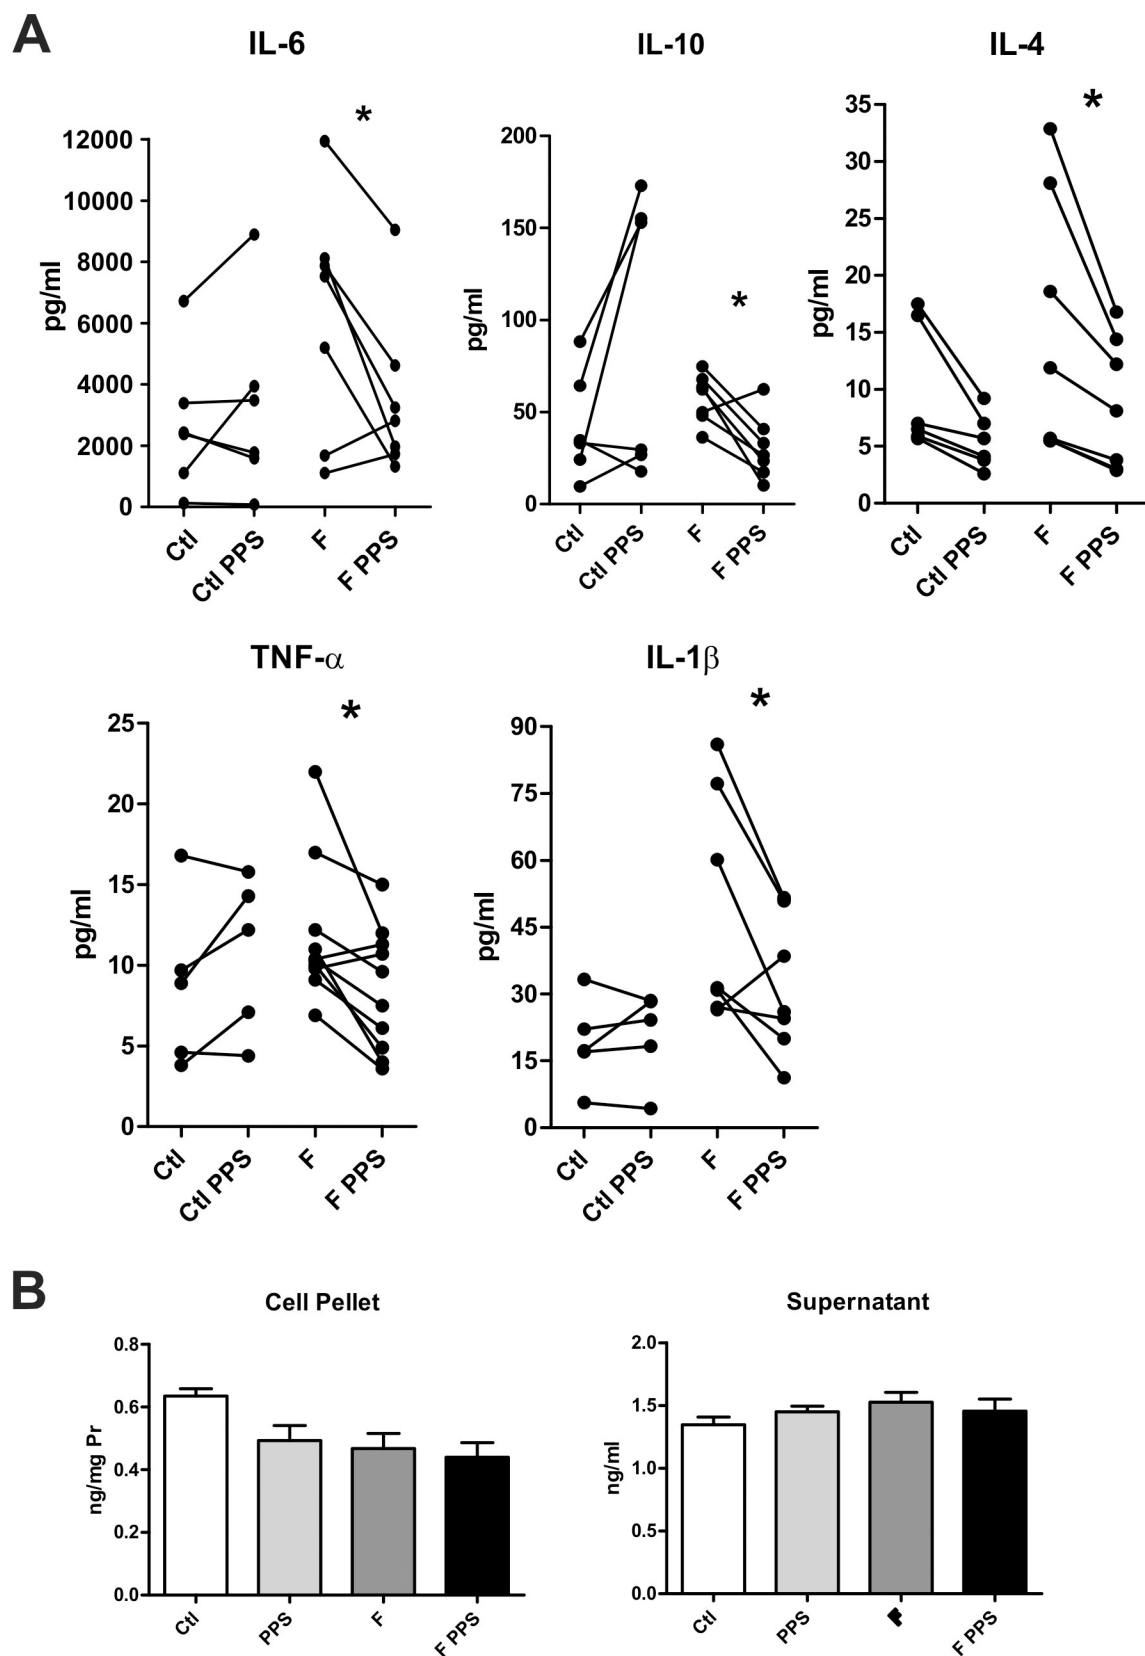 A
IL-6
IL-10
IL-4
*
*
*
pg/ml
12000
10000
8000
6000
4000
2000
0
Ctl
Ctl PPS
F
F PPS
pg/ml
200
150
100
50
0
Ctl
Ctl PPS
F
F PPS
pg/ml
35
30
25
20
15
10
5
0
Ctl
Ctl PPS
F
F PPS
TNF-α
IL-1β
*
*
pg/ml
25
20
15
10
5
0
Ctl
Ctl PPS
F
F PPS
pg/ml
90
75
60
45
30
15
0
Ctl
Ctl PPS
F
F PPS
B
Cell Pellet
Supernatant
ng/mg Pr
0.8
0.6
0.4
0.2
0.0
Ctl
PPS
F
F PPS
ng/ml
2.0
1.5
1.0
0.5
0.0
Ctl
PPS
F
F PPS